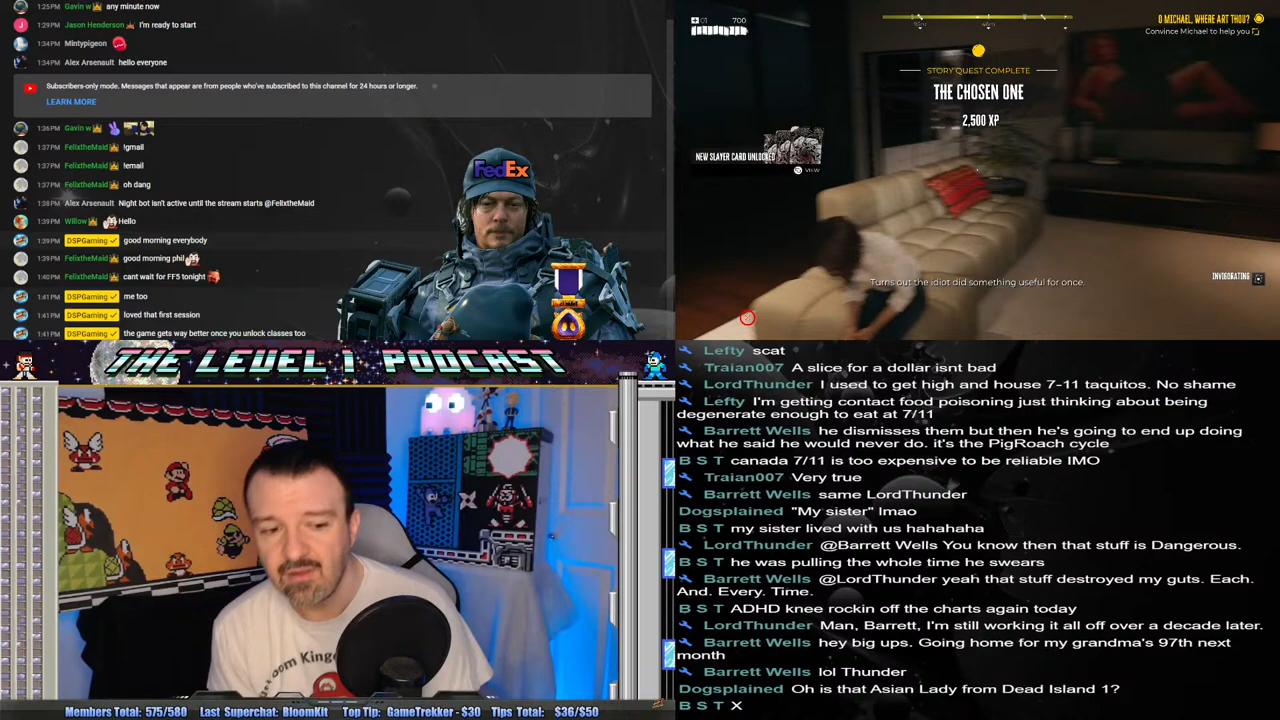 1:25PM Gavin w any minute now
1:29PM Jason Henderson I'm ready to start
1:34PM Mintypigeon
1:34PM Alex Arsenault hello everyone
Subscribers-only mode. Messages that appear are from people who've subscribed to this channel for 24 hours or longer.
LEARN MORE
1:36PM Gavin w
1:37PM FelixtheMaid !gmail
1:37PM FelixtheMaid !email
1:37PM FelixtheMaid oh dang
1:38PM Alex Arsenault Night bot isn't active until the stream starts @FelixtheMaid
1:39PM Willow Hello
1:39PM DSPGaming good morning everybody
1:39PM FelixtheMaid good morning phil
1:40PM FelixtheMaid cant wait for FF5 tonight
1:41PM DSPGaming me too
1:41PM DSPGaming loved that first session
1:41PM DSPGaming the game gets way better once you unlock classes too
FedEx
01 700
O MICHAEL, WHERE ART THOU?
Convince Michael to help you
STORY QUEST COMPLETE
THE CHOSEN ONE
2,500 XP
NEW SLAYER CARD UNLOCKED
VIEW
INVIGORATING
Turns out the idiot did something useful for once.
THE LEVEL 1 PODCAST
Members Total: 575/580 Last Superchat: BloomKit Top Tip: GameTrekker - $30 Tips Total: $36/$50
Lefty scat
Traian007 A slice for a dollar isnt bad
LordThunder I used to get high and house 7-11 taquitos. No shame
Lefty I'm getting contact food poisoning just thinking about being
degenerate enough to eat at 7/11
Barrett Wells he dismisses them but then he's going to end up doing
what he said he would never do. it's the PigRoach cycle
B S T canada 7/11 is too expensive to be reliable IMO
Traian007 Very true
Barrett Wells same LordThunder
Dogsplained "My sister" lmao
B S T my sister lived with us hahahaha
LordThunder @Barrett Wells You know then that stuff is Dangerous.
B S T he was pulling the whole time he swears
Barrett Wells @LordThunder yeah that stuff destroyed my guts. Each.
And. Every. Time.
B S T ADHD knee rockin off the charts again today
LordThunder Man, Barrett, I'm still working it all off over a decade later.
Barrett Wells hey big ups. Going home for my grandma's 97th next
month
Barrett Wells lol Thunder
Dogsplained Oh is that Asian Lady from Dead Island 1?
B S T X